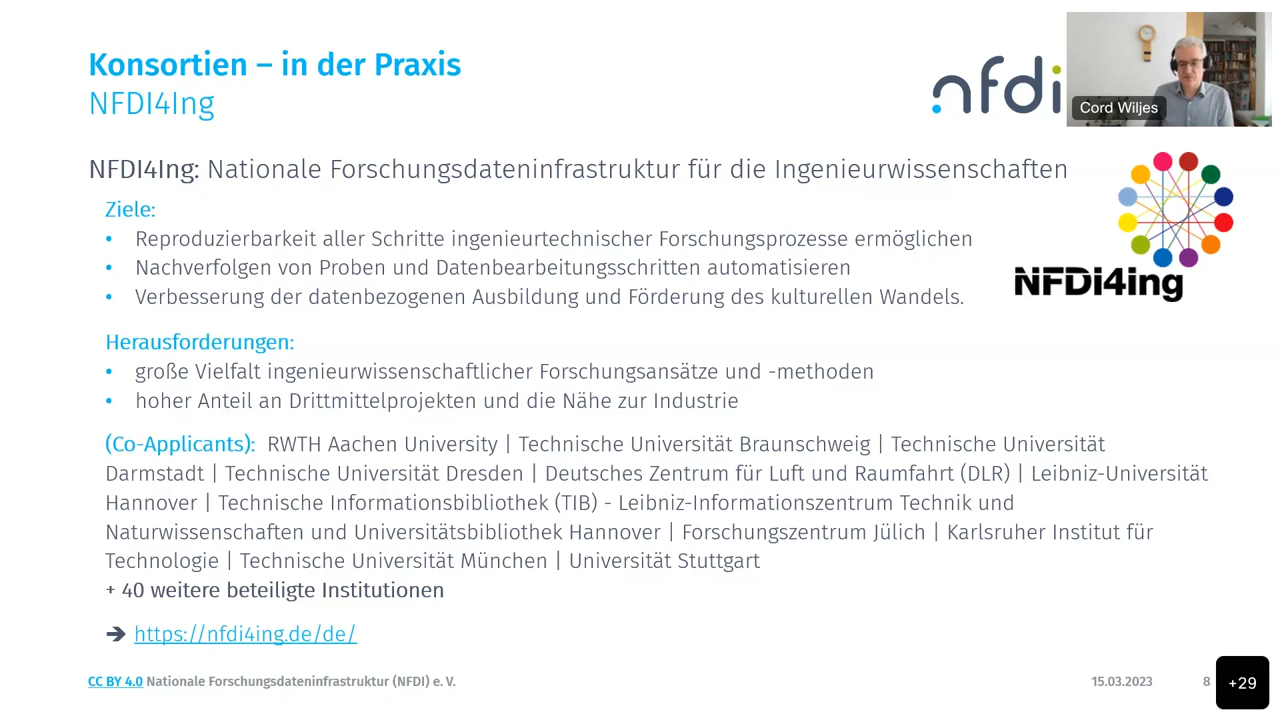 Konsortien – in der Praxis
NFDI4Ing
nfdi
Cord Wiljes
NFDI4Ing: Nationale Forschungsdateninfrastruktur für die Ingenieurwissenschaften
NFDi4ing
Ziele:
• Reproduzierbarkeit aller Schritte ingenieurtechnischer Forschungsprozesse ermöglichen
• Nachverfolgen von Proben und Datenbearbeitungsschritten automatisieren
• Verbesserung der datenbezogenen Ausbildung und Förderung des kulturellen Wandels.
Herausforderungen:
• große Vielfalt ingenieurwissenschaftlicher Forschungsansätze und -methoden
• hoher Anteil an Drittmittelprojekten und die Nähe zur Industrie
(Co-Applicants): RWTH Aachen University | Technische Universität Braunschweig | Technische Universität
Darmstadt | Technische Universität Dresden | Deutsches Zentrum für Luft und Raumfahrt (DLR) | Leibniz-Universität
Hannover | Technische Informationsbibliothek (TIB) - Leibniz-Informationszentrum Technik und
Naturwissenschaften und Universitätsbibliothek Hannover | Forschungszentrum Jülich | Karlsruher Institut für
Technologie | Technische Universität München | Universität Stuttgart
+ 40 weitere beteiligte Institutionen
➔ https://nfdi4ing.de/de/
CC BY 4.0 Nationale Forschungsdateninfrastruktur (NFDI) e. V.
15.03.2023
8
+29